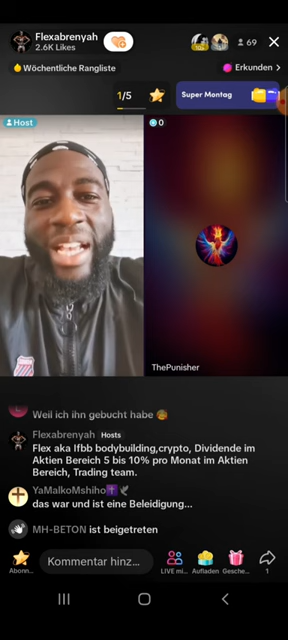 Flexabrenyah
2.6K Likes
69
Wöchentliche Rangliste
Erkunden >
1/5
Super Montag
Host
0
ThePunisher
Weil ich ihn gebucht habe
Flexabrenyah Hosts
Flex aka Ifbb bodybuilding,crypto, Dividende im
Aktien Bereich 5 bis 10% pro Monat im Aktien
Bereich, Trading team.
YaMalkoMshiho
das war und ist eine Beleidigung...
MH-BETON ist beigetreten
Kommentar hinz...
Abonn..
LIVE mi...
Aufladen
Gesche...
1